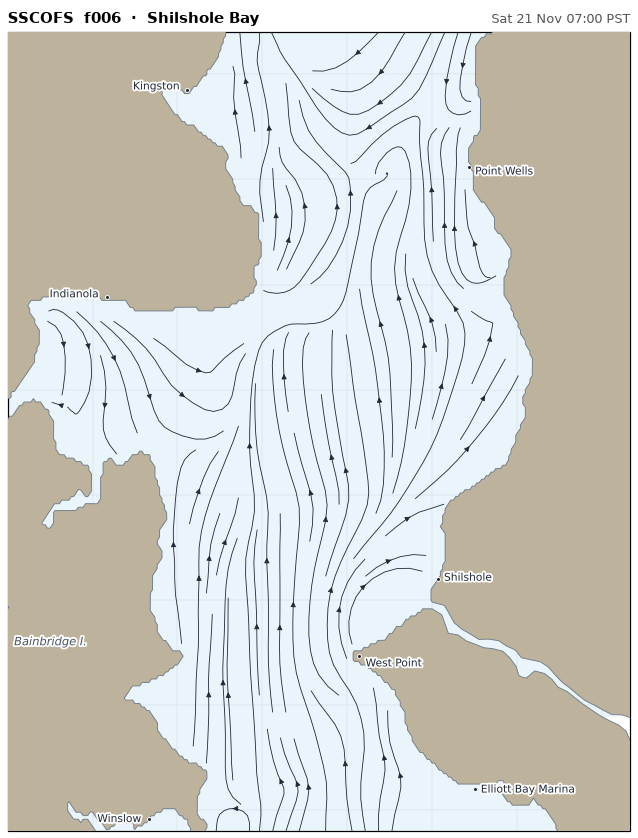 SSCOFS f006 · Shilshole Bay
Sat 21 Nov 07:00 PST
Kingston
Point Wells
Indianola
Shilshole
Bainbridge I.
West Point
Elliott Bay Marina
Winslow